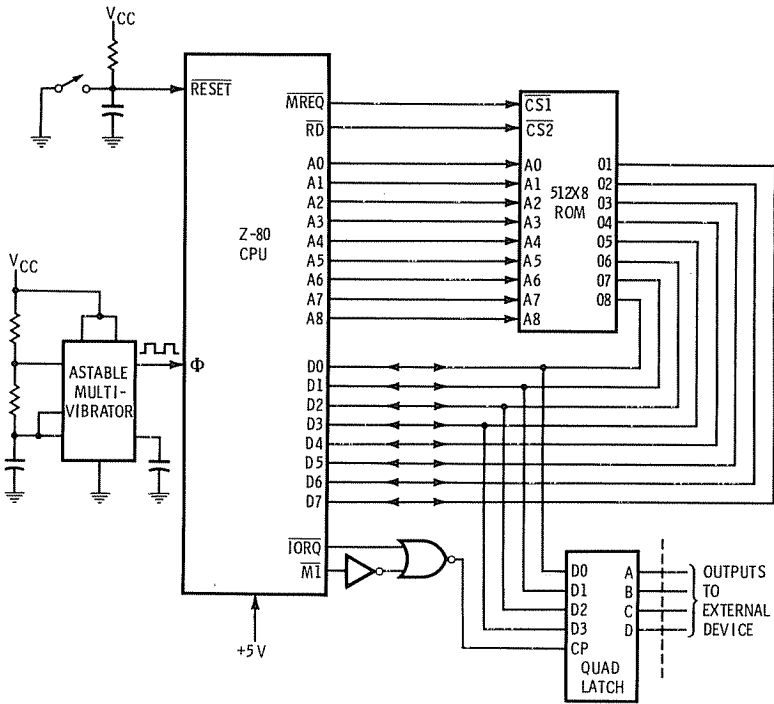 VCC
RESET
MREQ
RD
A0
A1
A2
A3
A4
A5
A6
A7
A8
Z-80
CPU
CS1
CS2
A0
A1
A2
A3
A4
A5
A6
A7
A8
512X8
ROM
01
02
03
04
05
06
07
08
VCC
ASTABLE
MULTI-
VIBRATOR
Φ
D0
D1
D2
D3
D4
D5
D6
D7
IORQ
M1
+5V
D0
D1
D2
D3
CP
A
B
C
D
QUAD
LATCH
OUTPUTS
TO
EXTERNAL
DEVICE